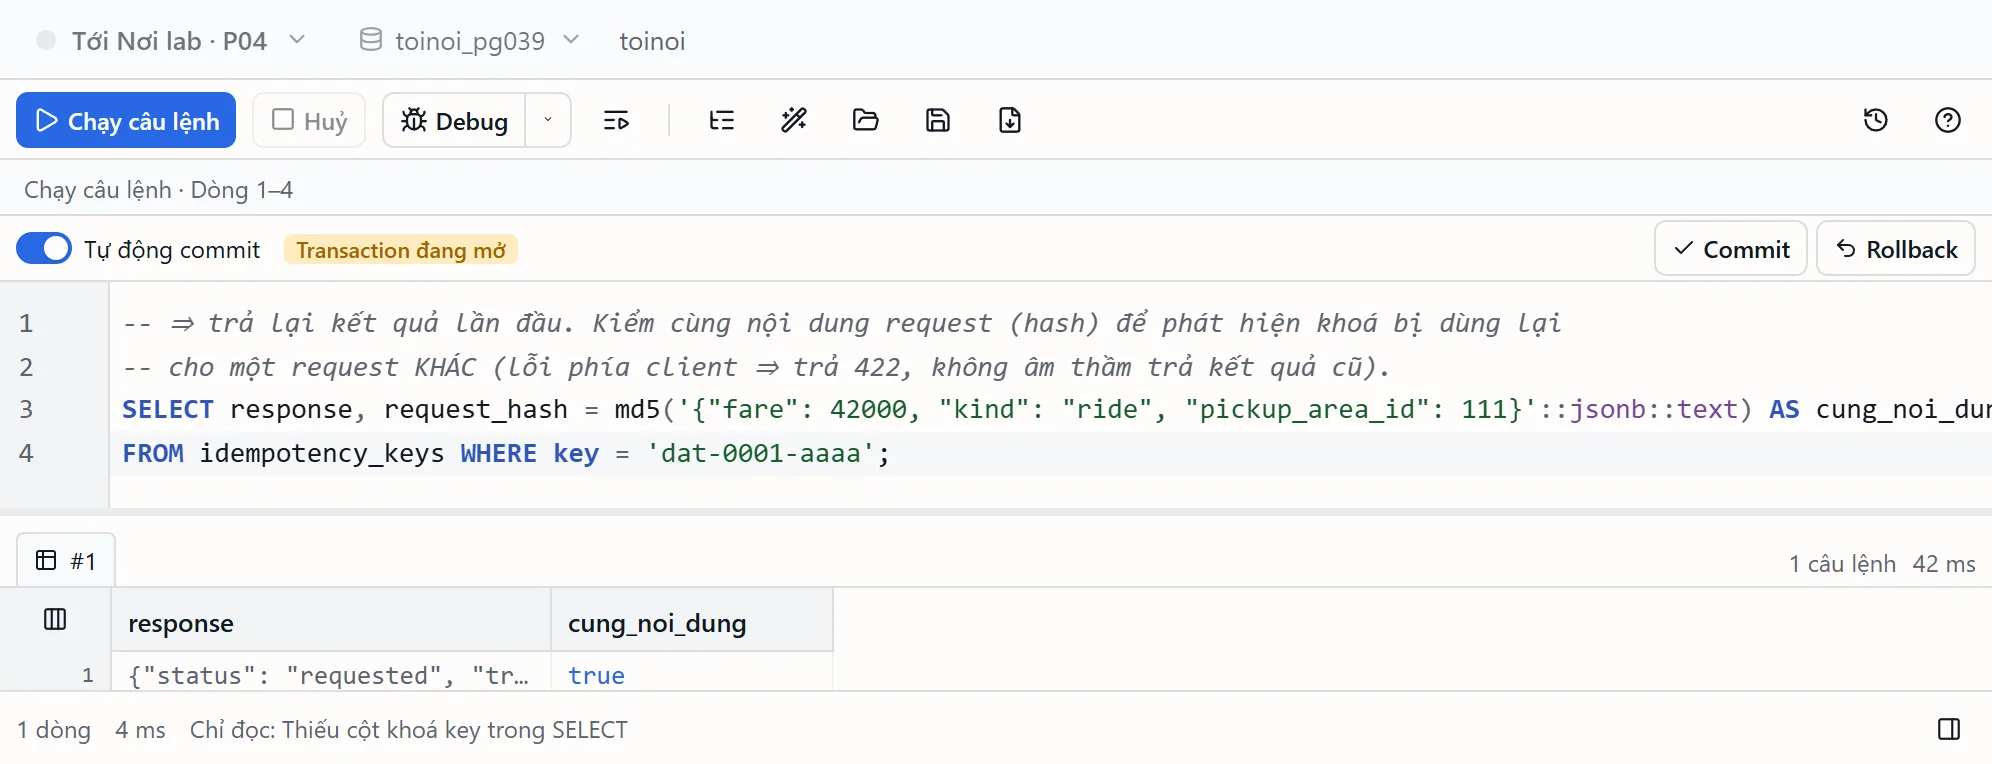 Tới Nơi lab · P04 toinoi_pg039 toinoi
Chạy câu lệnh Huỷ Debug
Chạy câu lệnh · Dòng 1–4
Tự động commit Transaction đang mở Commit Rollback
1 -- ⇒ trả lại kết quả lần đầu. Kiểm cùng nội dung request (hash) để phát hiện khoá bị dùng lại
2 -- cho một request KHÁC (lỗi phía client ⇒ trả 422, không âm thầm trả kết quả cũ).
3 SELECT response, request_hash = md5('{"fare": 42000, "kind": "ride", "pickup_area_id": 111}'::jsonb::text) AS cung_noi_dun
4 FROM idempotency_keys WHERE key = 'dat-0001-aaaa';
#1 1 câu lệnh 42 ms
response cung_noi_dung
1 {"status": "requested", "tr… true
1 dòng 4 ms Chỉ đọc: Thiếu cột khoá key trong SELECT